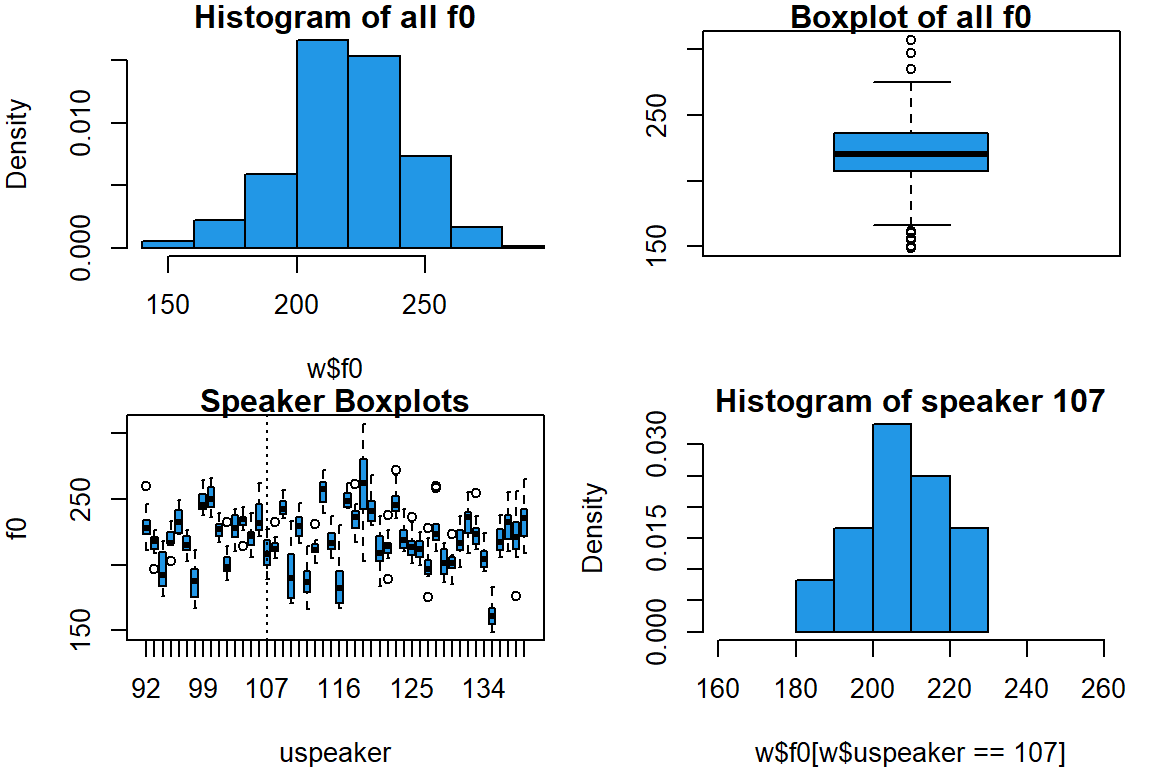 Histogram of all f0
Density
0.000 0.010
150 200 250
w$f0
Boxplot of all f0
150 250
Speaker Boxplots
f0
150 250
92 99 107 116 125 134
uspeaker
Histogram of speaker 107
Density
0.000 0.015 0.030
160 180 200 220 240 260
w$f0[w$uspeaker == 107]